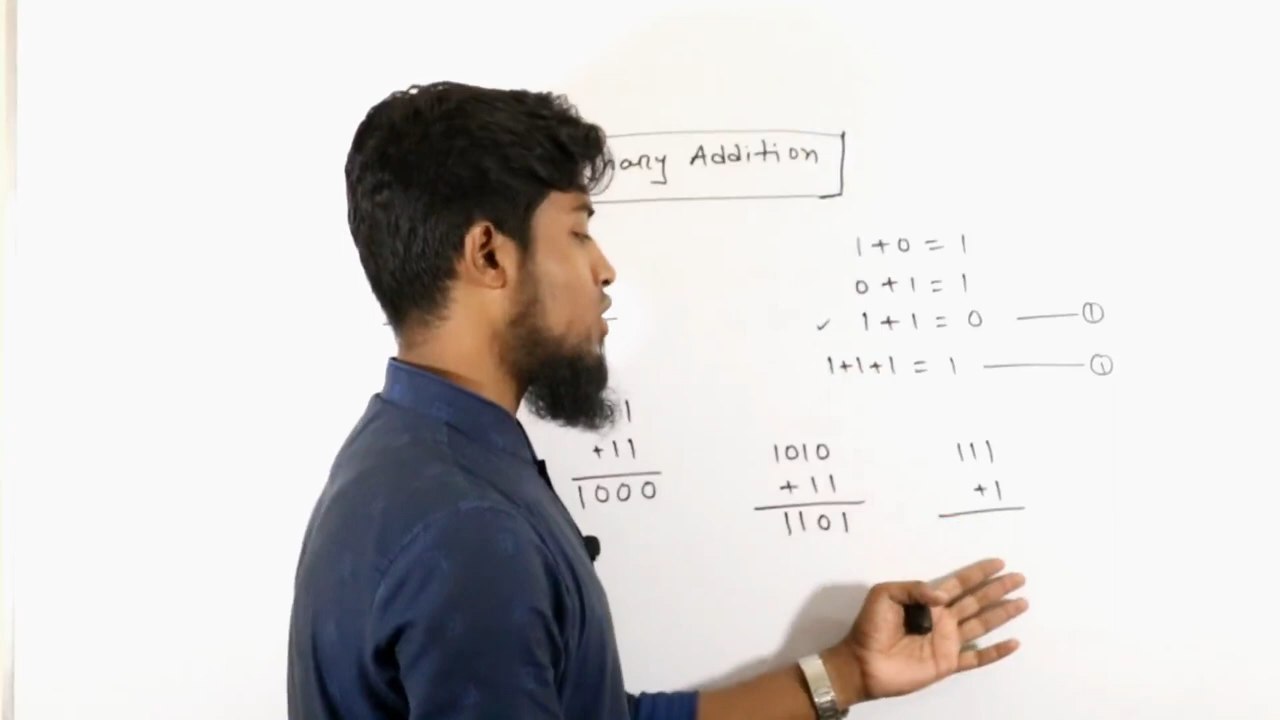 nary Addition
1 + 0 = 1
0 + 1 = 1
✓ 1 + 1 = 0 —— ①
1+1+1 = 1 —— ①
1
+11
1000
1010
+11
1101
111
+1